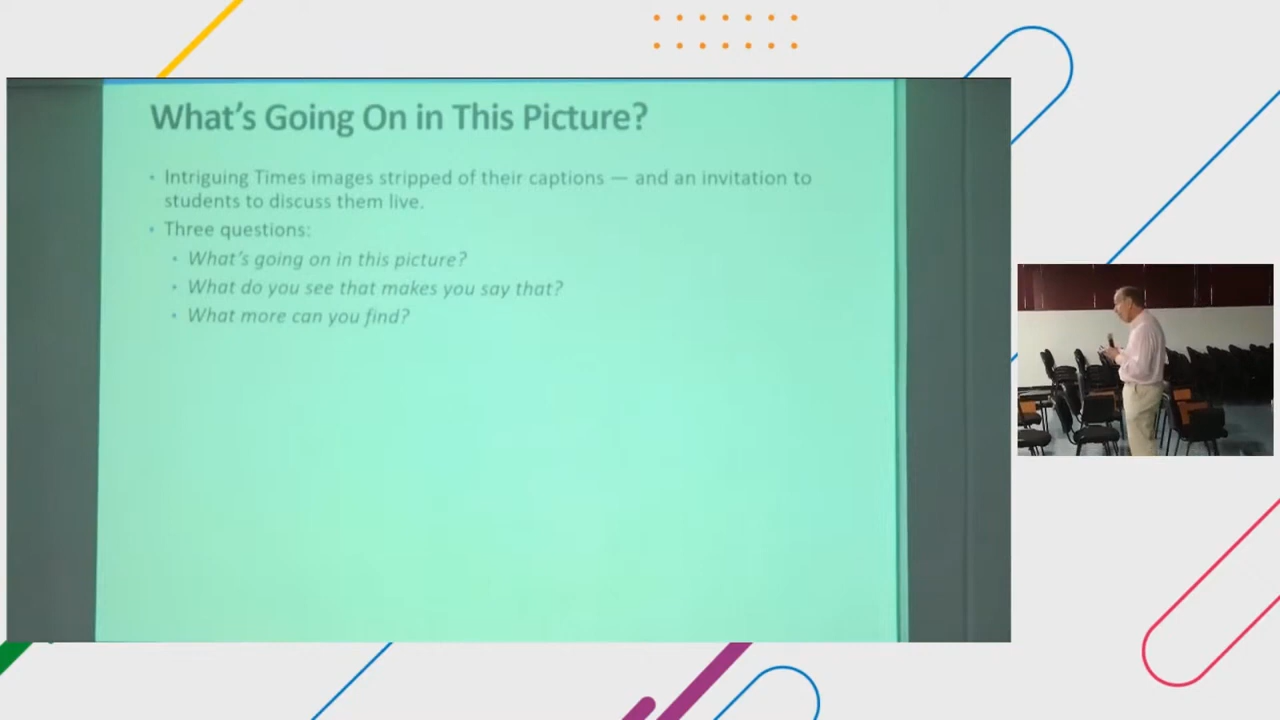 What’s Going On in This Picture?
• Intriguing Times images stripped of their captions — and an invitation to
students to discuss them live.
• Three questions:
• What’s going on in this picture?
• What do you see that makes you say that?
• What more can you find?